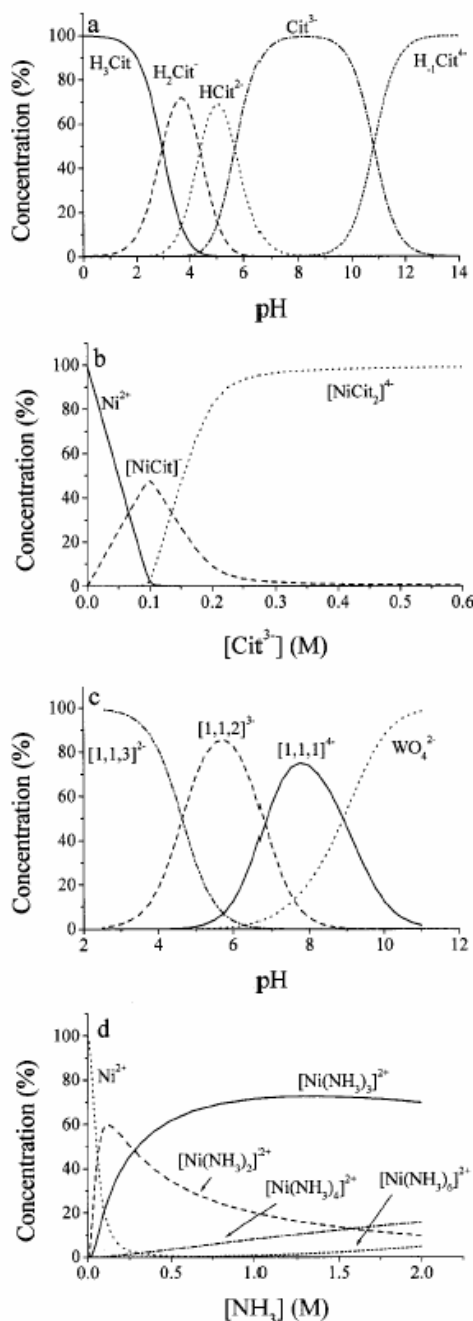 a
Concentration (%)
100
80
60
40
20
0
H₃Cit
H₂Cit⁻
HCit²⁻
Cit³⁻
H₋₁Cit⁴⁻
0 2 4 6 8 10 12 14
pH
b
Concentration (%)
100
80
60
40
20
0
Ni²⁺
[NiCit]⁻
[NiCit₂]⁴⁻
0.0 0.1 0.2 0.3 0.4 0.5 0.6
[Cit³⁻] (M)
c
Concentration (%)
100
80
60
40
20
0
[1,1,3]²⁻
[1,1,2]³⁻
[1,1,1]⁴⁻
WO₄²⁻
2 4 6 8 10 12
pH
d
Concentration (%)
100
80
60
40
20
0
Ni²⁺
[Ni(NH₃)₃]²⁺
[Ni(NH₃)₂]²⁺
[Ni(NH₃)₄]²⁺
[Ni(NH₃)₆]²⁺
0.0 0.5 1.0 1.5 2.0
[NH₃] (M)